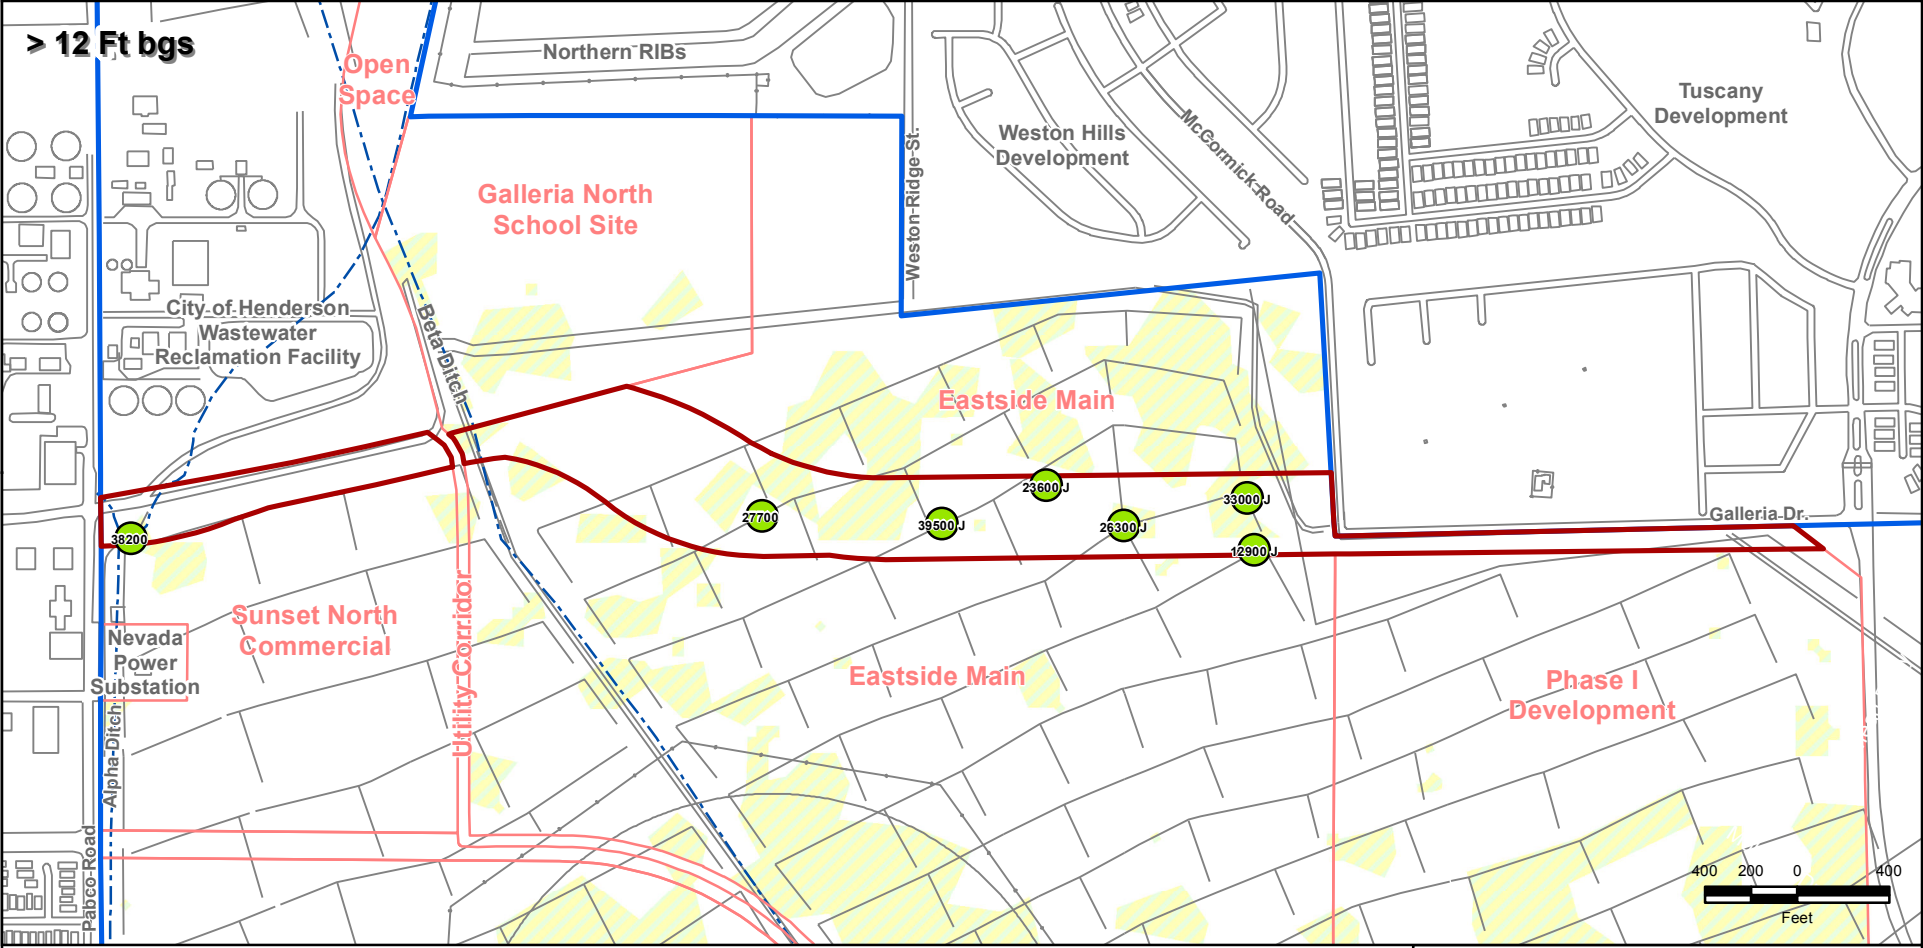 > 12 Ft bgs
Open
Space
Northern RIBs
Tuscany
Development
Weston Hills
Development
McCormick Road
Weston Ridge St.
Galleria North
School Site
City of Henderson
Wastewater
Reclamation Facility
Beta Ditch
Eastside Main
23600 J
33000 J
27700
39500 J
26300 J
12900 J
38200
Galleria Dr.
Sunset North
Commercial
Nevada
Power
Substation
Utility Corridor
Eastside Main
Phase I
Development
Alpha Ditch
Pabco Road
400 200 0 400
Feet